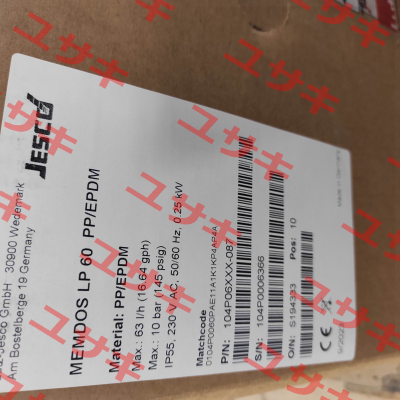 JESCO
z-Jesco GmbH 30900 Wedemark
Am Bostelberge 19 Germany
MEMDOS LP 60 PP/EPDM
Material: PP/EPDM
Max.: 63 l/h (16,64 gph)
Max.: 10 bar (145 psig)
IP55, 230 V AC, 50/60 Hz, 0.25 kW
Matchcode
0104P0060PAE11A1K1KP4AP4A
P/N: 104P06XXX-087
S/N: 104P0006366
O/N: S194333 Pos: 10
ユサキ
ユサキ
ユサキ
ユサキ
ユサキ
ユサキ